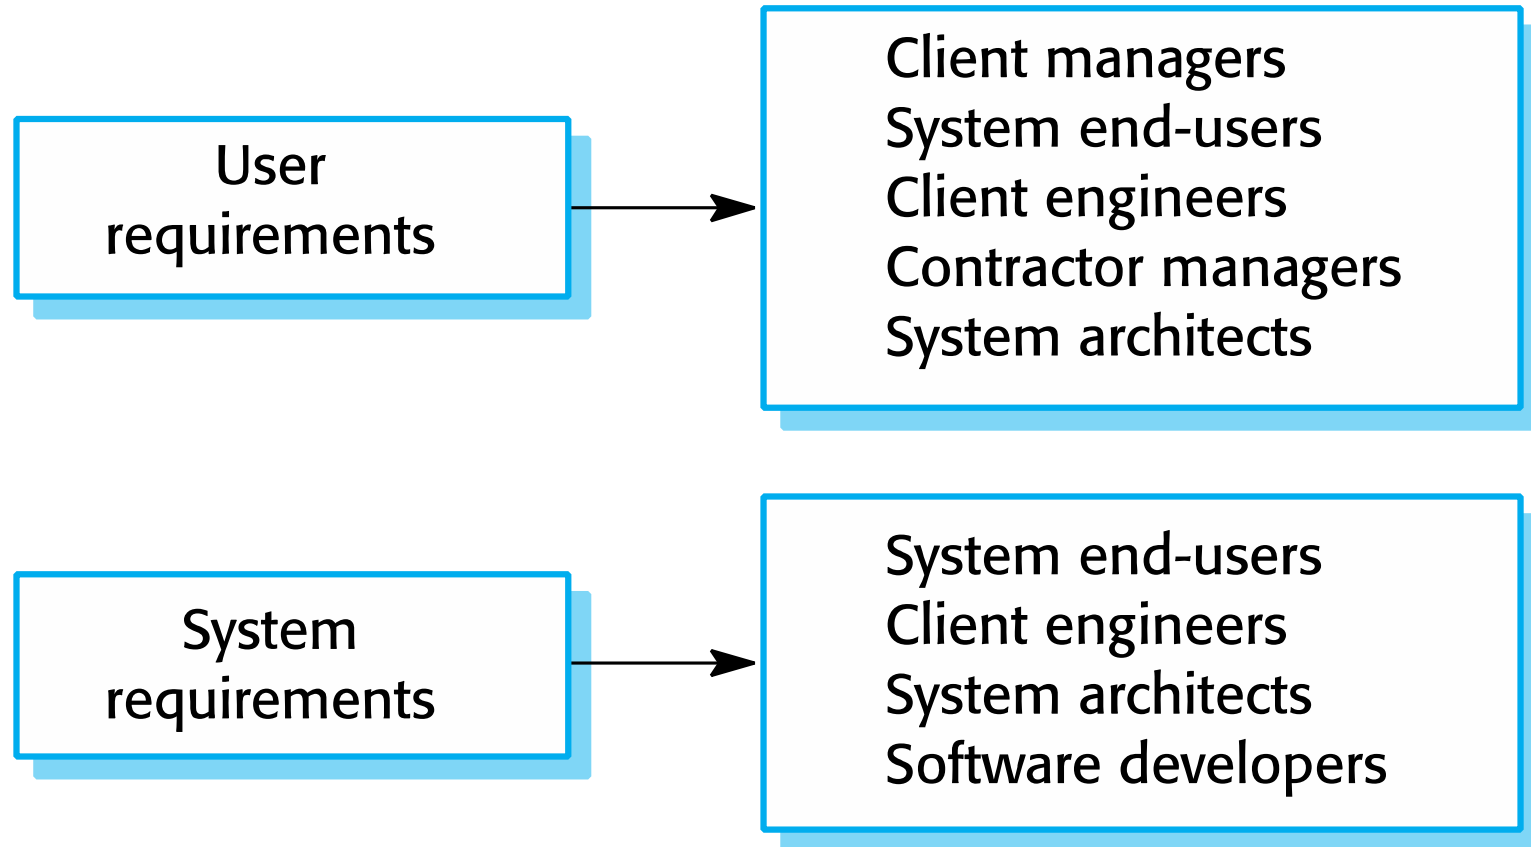 User
requirements
Client managers
System end-users
Client engineers
Contractor managers
System architects
System
requirements
System end-users
Client engineers
System architects
Software developers